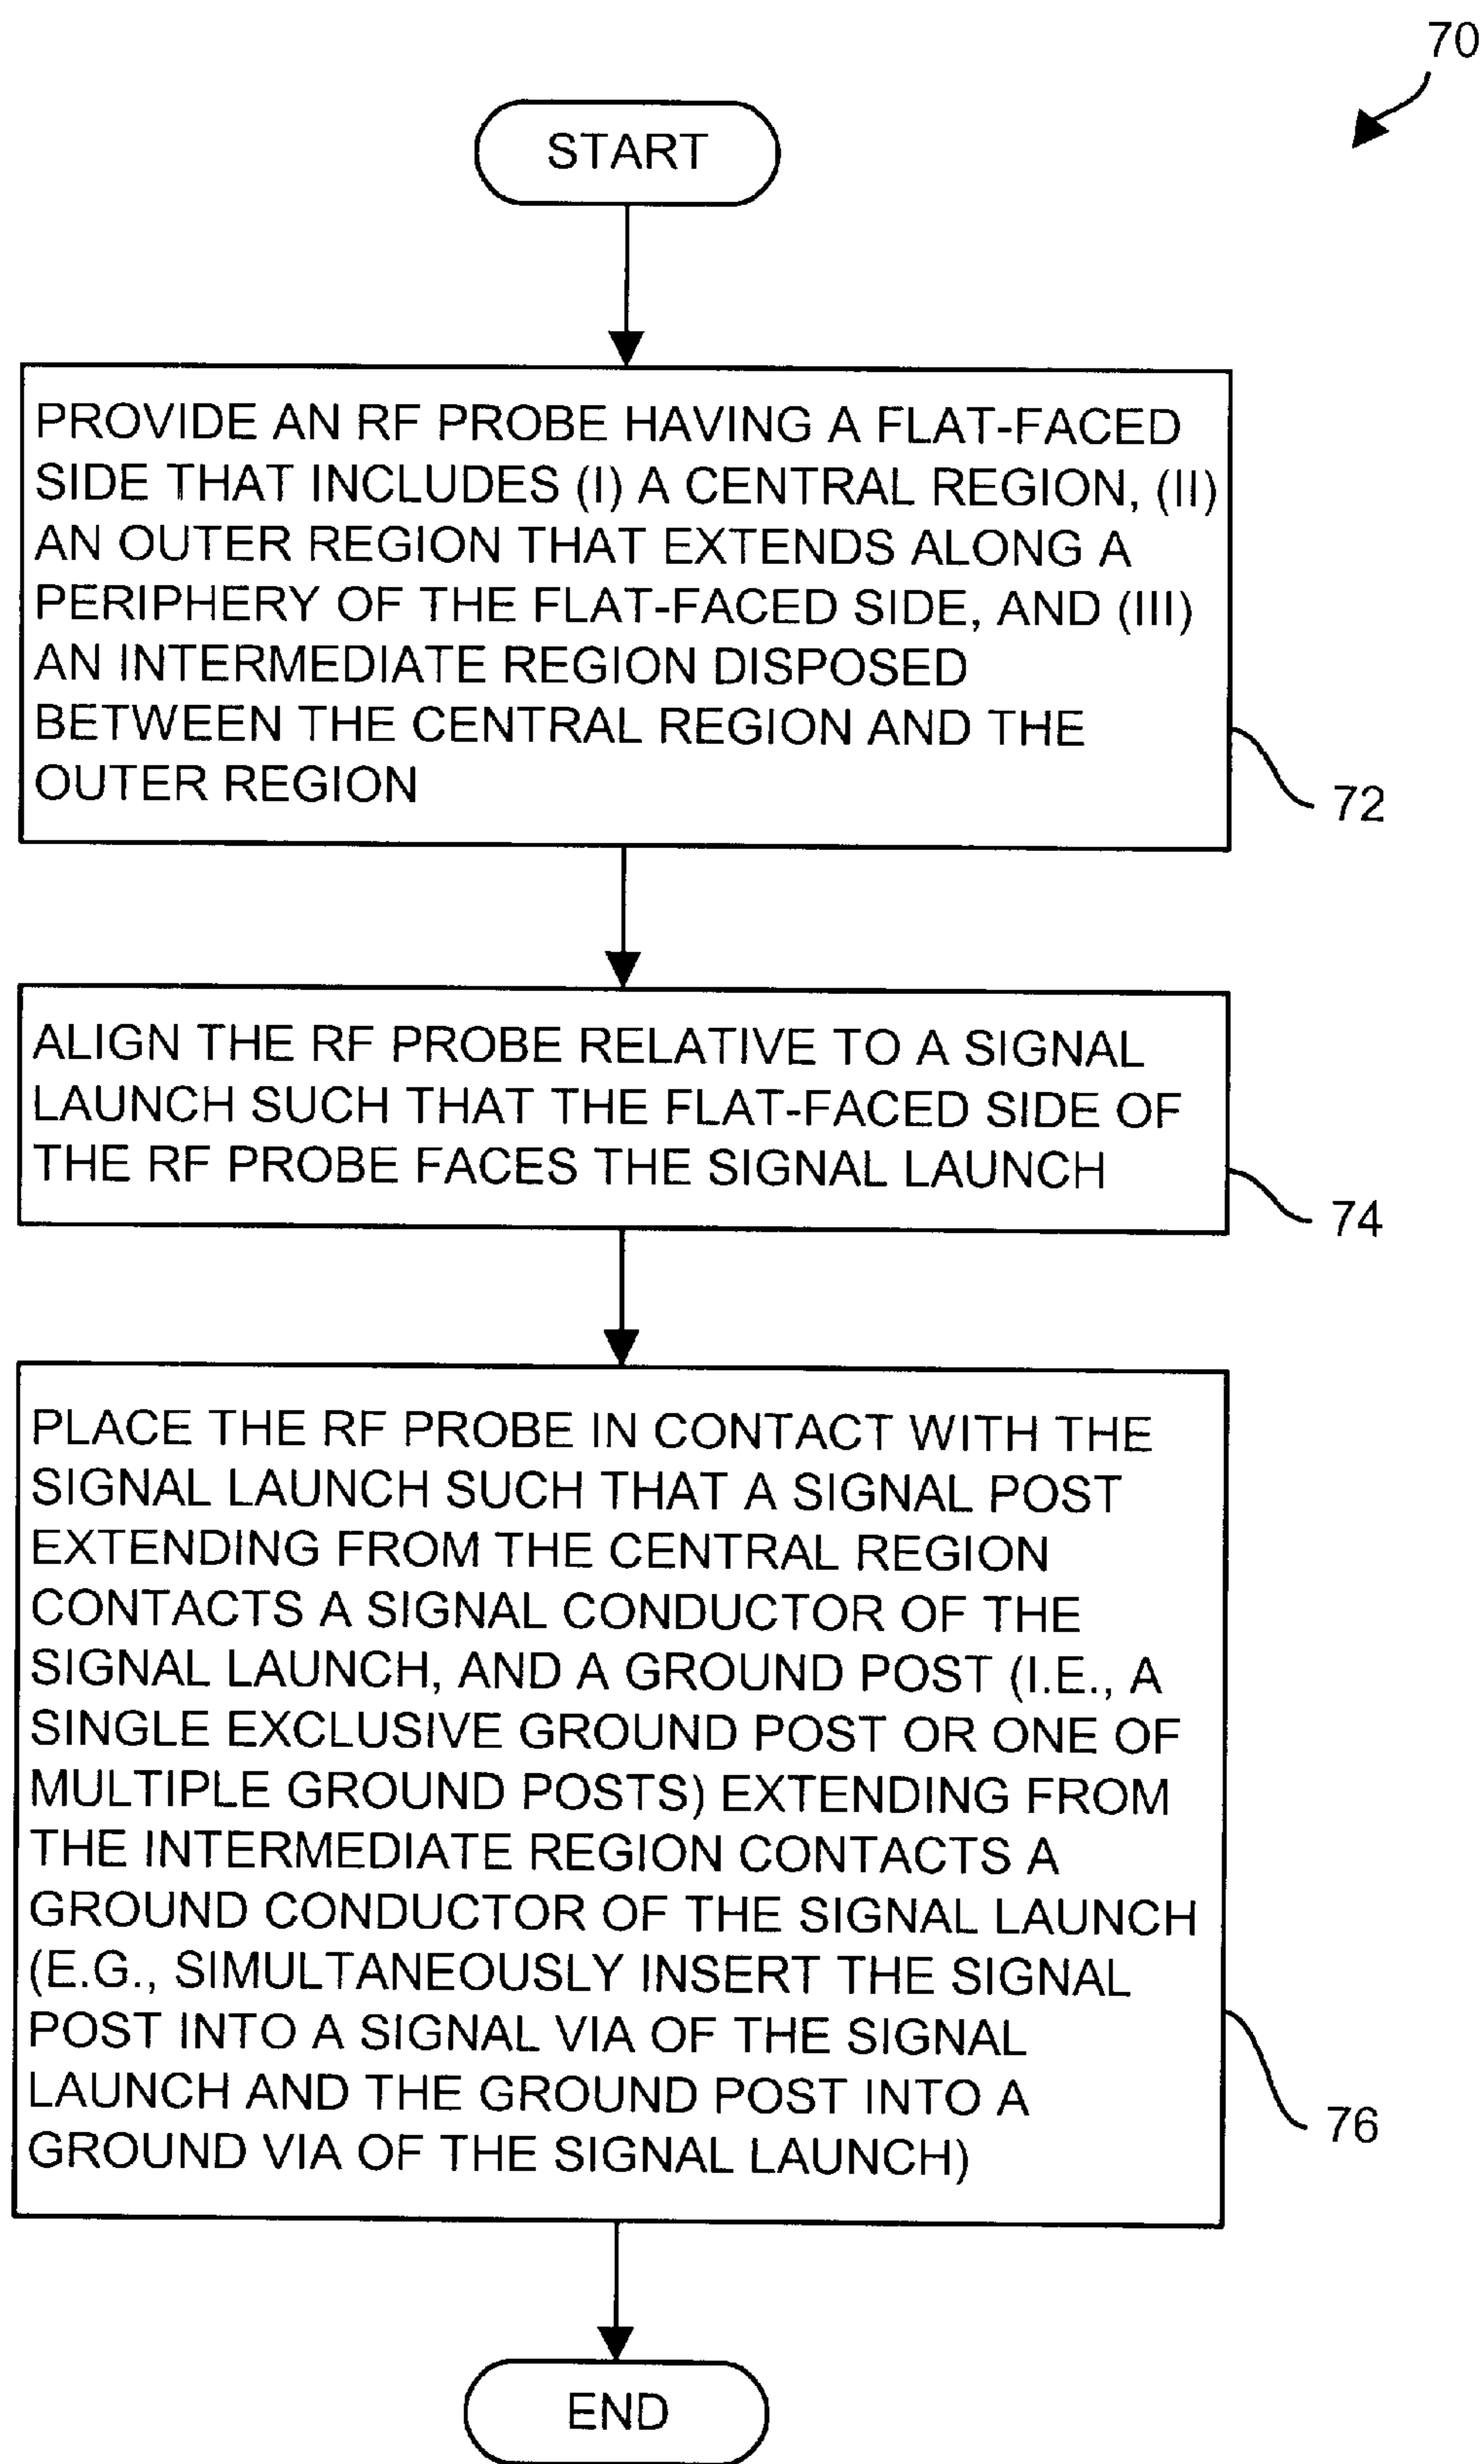 70
START
PROVIDE AN RF PROBE HAVING A FLAT-FACED
SIDE THAT INCLUDES (I) A CENTRAL REGION, (II)
AN OUTER REGION THAT EXTENDS ALONG A
PERIPHERY OF THE FLAT-FACED SIDE, AND (III)
AN INTERMEDIATE REGION DISPOSED
BETWEEN THE CENTRAL REGION AND THE
OUTER REGION
72
ALIGN THE RF PROBE RELATIVE TO A SIGNAL
LAUNCH SUCH THAT THE FLAT-FACED SIDE OF
THE RF PROBE FACES THE SIGNAL LAUNCH
74
PLACE THE RF PROBE IN CONTACT WITH THE
SIGNAL LAUNCH SUCH THAT A SIGNAL POST
EXTENDING FROM THE CENTRAL REGION
CONTACTS A SIGNAL CONDUCTOR OF THE
SIGNAL LAUNCH, AND A GROUND POST (I.E., A
SINGLE EXCLUSIVE GROUND POST OR ONE OF
MULTIPLE GROUND POSTS) EXTENDING FROM
THE INTERMEDIATE REGION CONTACTS A
GROUND CONDUCTOR OF THE SIGNAL LAUNCH
(E.G., SIMULTANEOUSLY INSERT THE SIGNAL
POST INTO A SIGNAL VIA OF THE SIGNAL
LAUNCH AND THE GROUND POST INTO A
GROUND VIA OF THE SIGNAL LAUNCH)
76
END